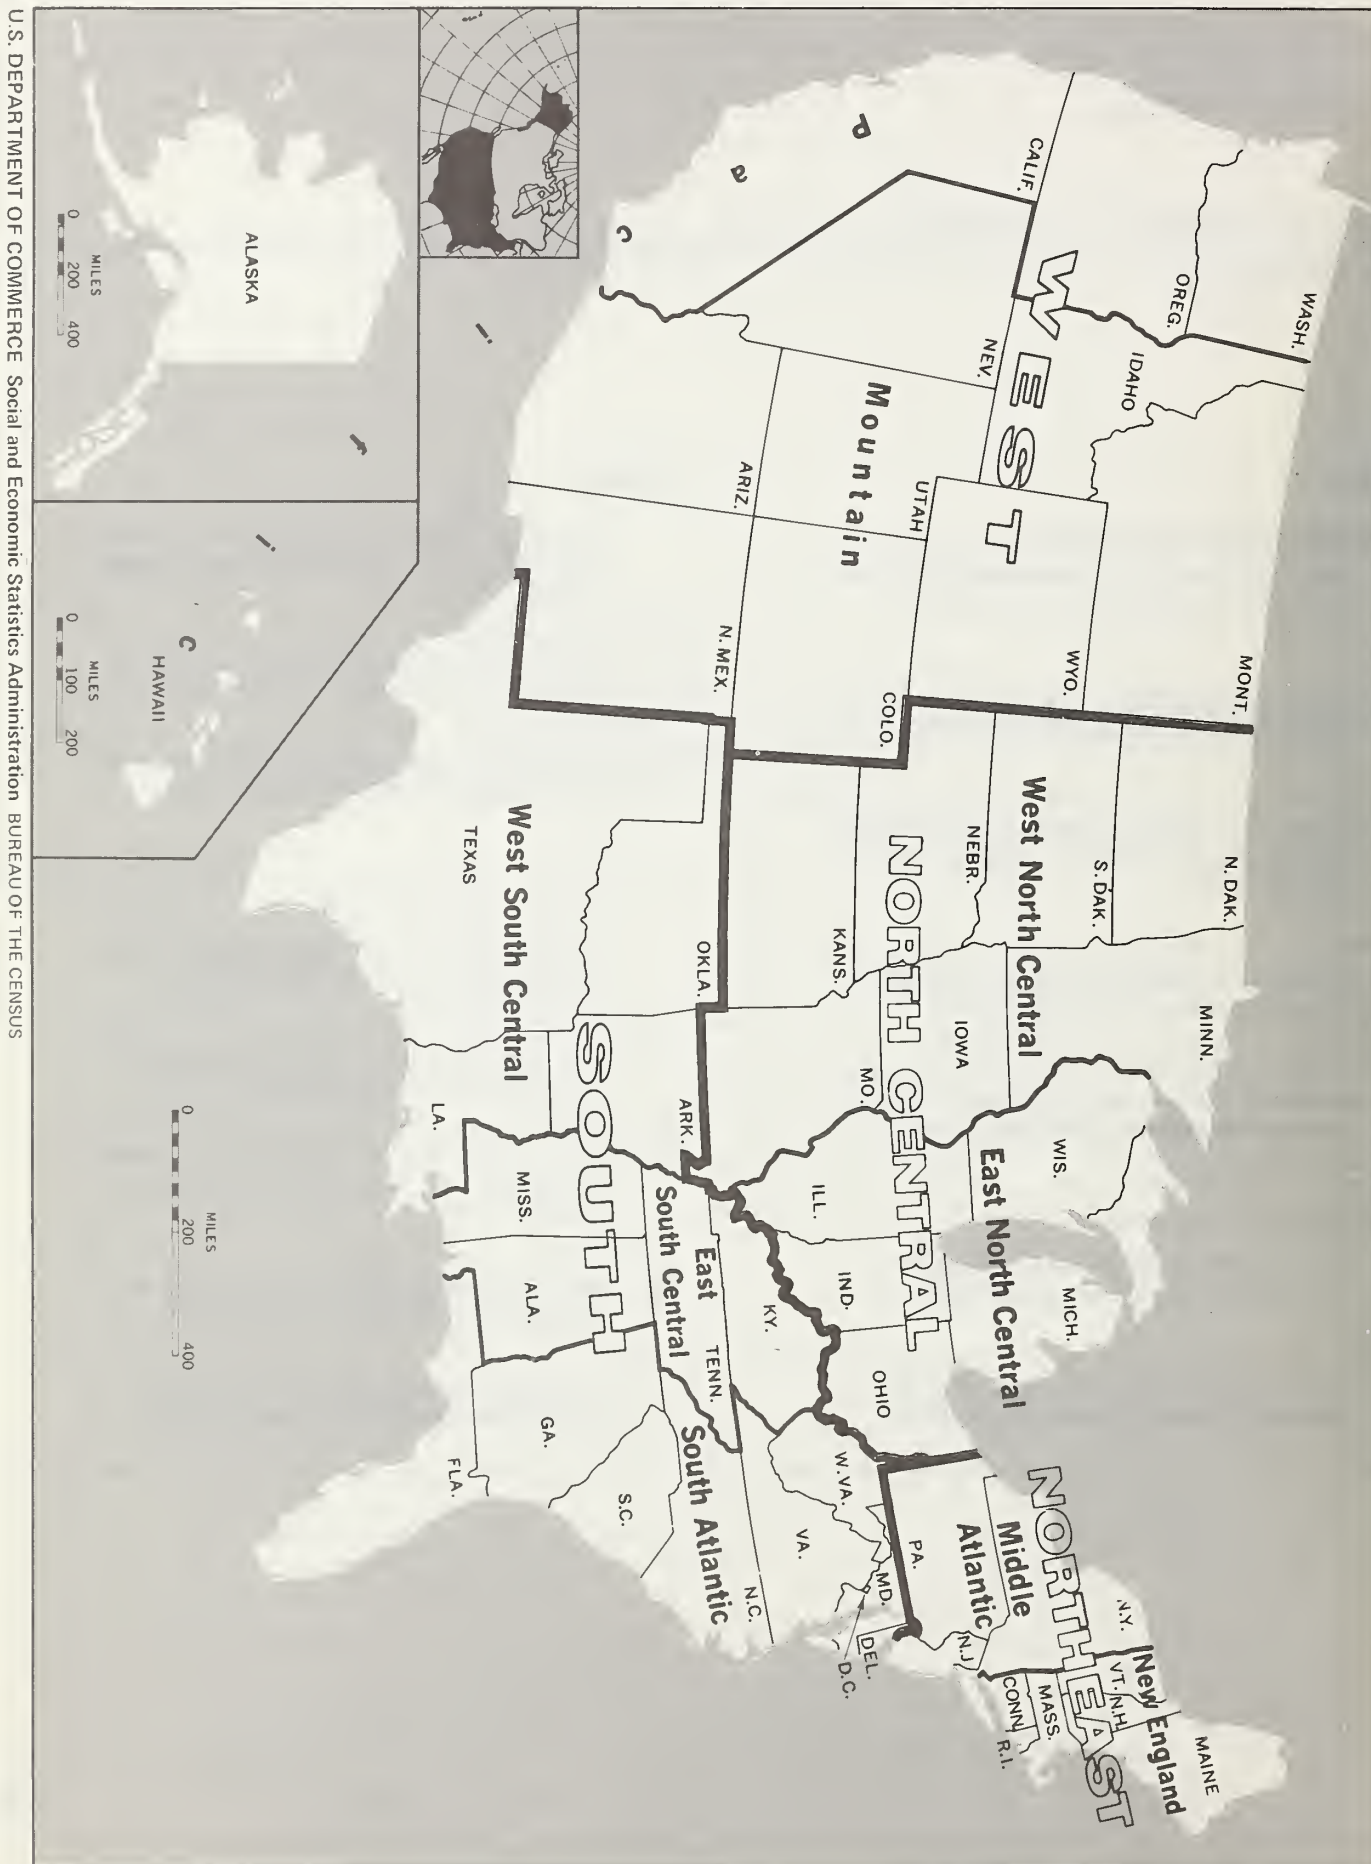 WEST
NORTH CENTRAL
NORTHEAST
SOUTH
Pacific
Mountain
West North Central
East North Central
Middle
Atlantic
New England
West South Central
East
South Central
South Atlantic
WASH.
OREG.
CALIF.
NEV.
IDAHO
MONT.
WYO.
UTAH
COLO.
ARIZ.
N. MEX.
N. DAK.
S. DAK.
NEBR.
KANS.
MINN.
IOWA
MO.
WIS.
MICH.
ILL.
IND.
OHIO
N.Y.
PA.
N.J.
VT.
N.H.
MAINE
MASS.
CONN.
R.I.
TEXAS
OKLA.
ARK.
LA.
KY.
TENN.
MISS.
ALA.
W.VA.
MD.
DEL.
D.C.
VA.
N.C.
S.C.
GA.
FLA.
ALASKA
MILES
0 200 400
HAWAII
MILES
0 100 200
MILES
0 200 400
U.S. DEPARTMENT OF COMMERCE Social and Economic Statistics Administration BUREAU OF THE CENSUS